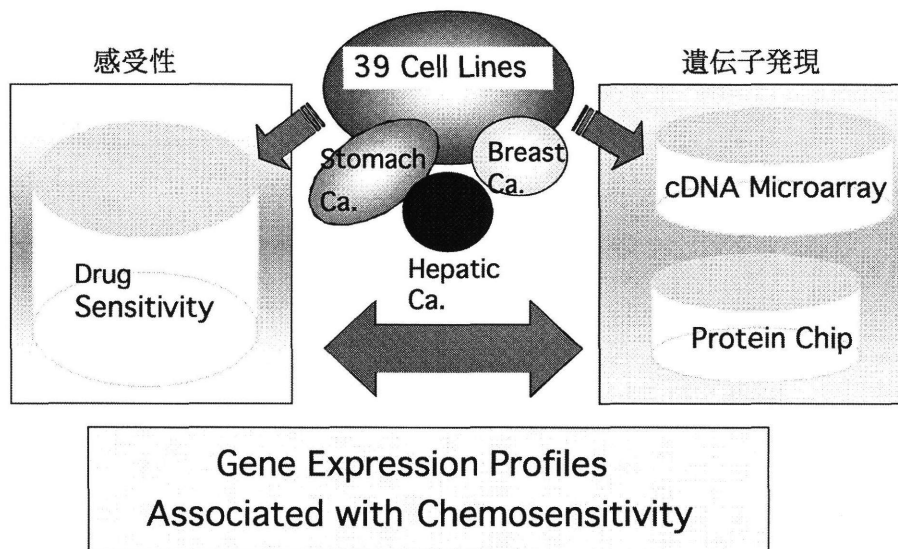 感受性
39 Cell Lines
遺伝子発現
Stomach
Ca.
Breast
Ca.
Hepatic
Ca.
Drug
Sensitivity
cDNA Microarray
Protein Chip
Gene Expression Profiles
Associated with Chemosensitivity